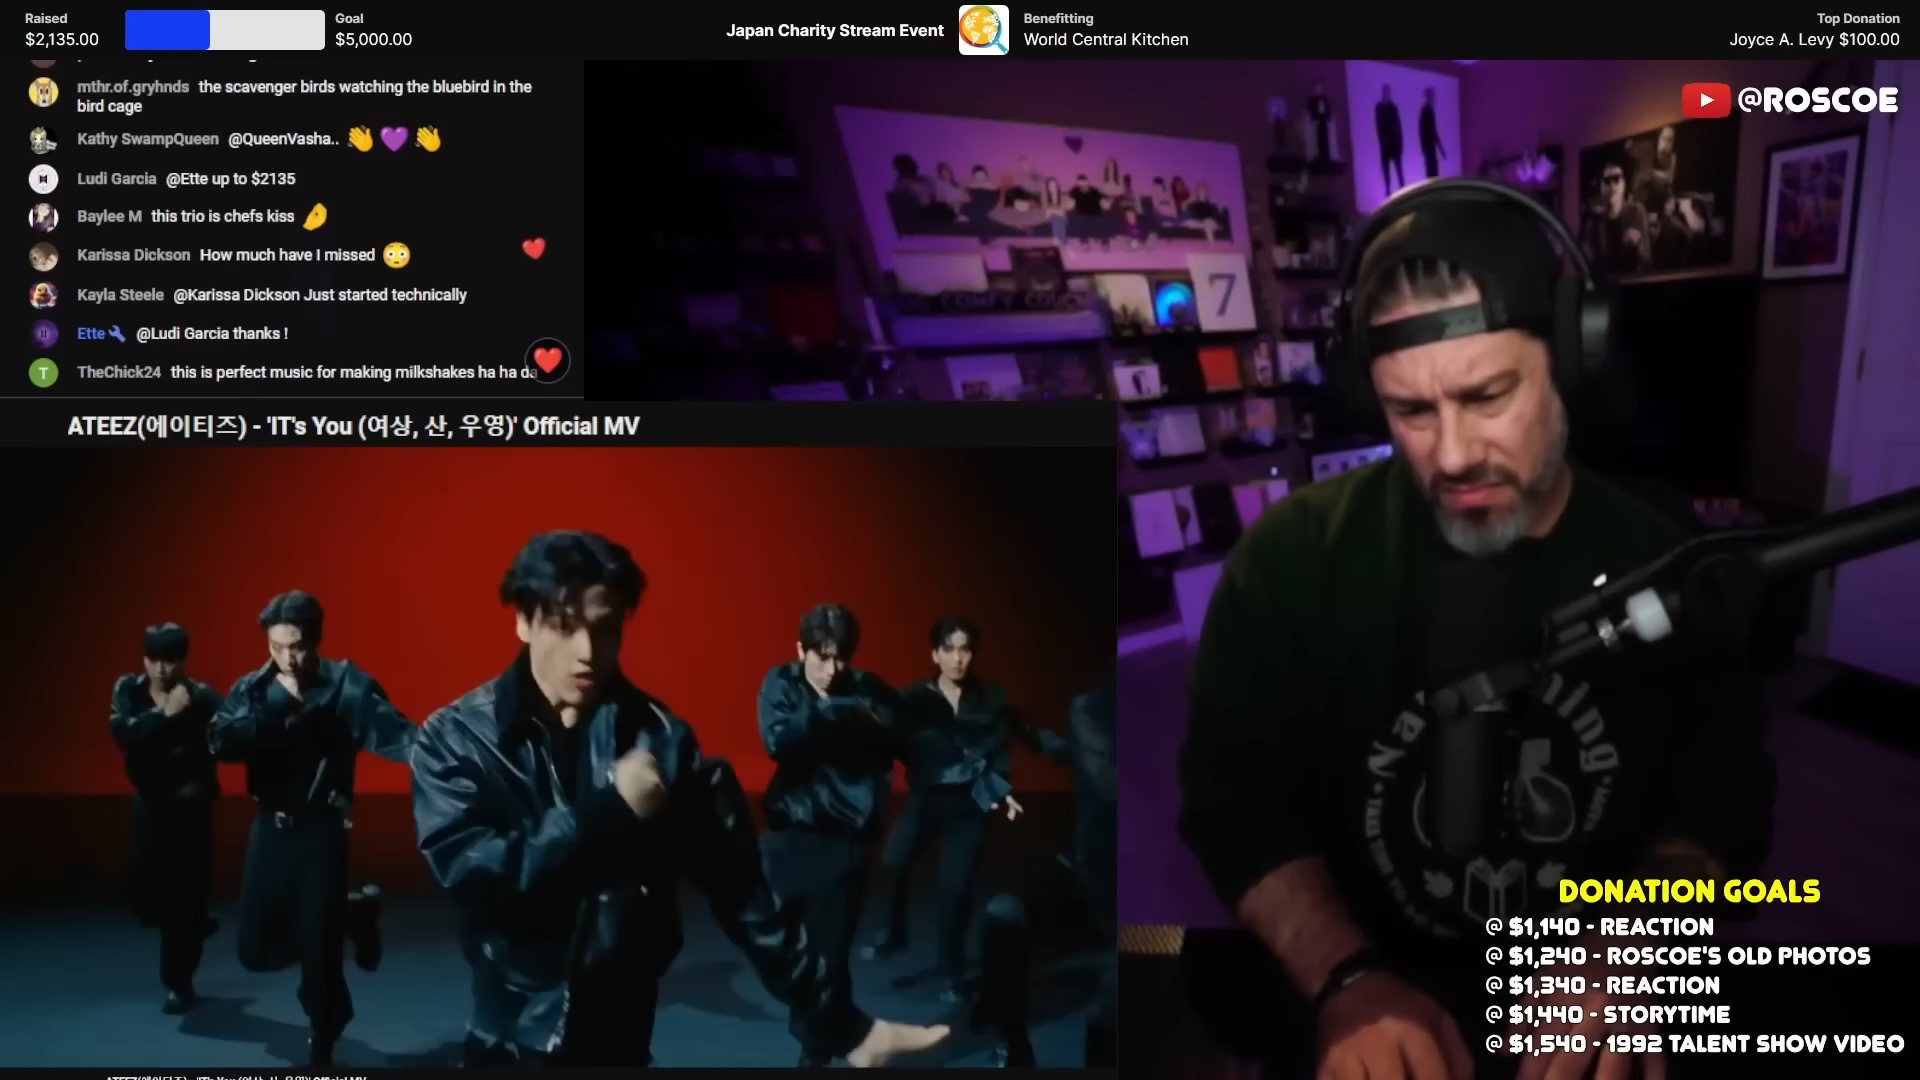 Raised
$2,135.00
Goal
$5,000.00
Japan Charity Stream Event
Benefitting
World Central Kitchen
Top Donation
Joyce A. Levy $100.00
@ROSCOE
mthr.of.gryhnds the scavenger birds watching the bluebird in the
bird cage
Kathy SwampQueen @QueenVasha.. 👋 💜 👋
Ludi Garcia @Ette up to $2135
Baylee M this trio is chefs kiss 🤌
Karissa Dickson How much have I missed 😳
Kayla Steele @Karissa Dickson Just started technically
Ette @Ludi Garcia thanks !
T
TheChick24 this is perfect music for making milkshakes ha ha da
7
ATEEZ(에이티즈) - 'IT's You (여상, 산, 우영)' Official MV
DONATION GOALS
@ $1,140 - REACTION
@ $1,240 - ROSCOE'S OLD PHOTOS
@ $1,340 - REACTION
@ $1,440 - STORYTIME
@ $1,540 - 1992 TALENT SHOW VIDEO